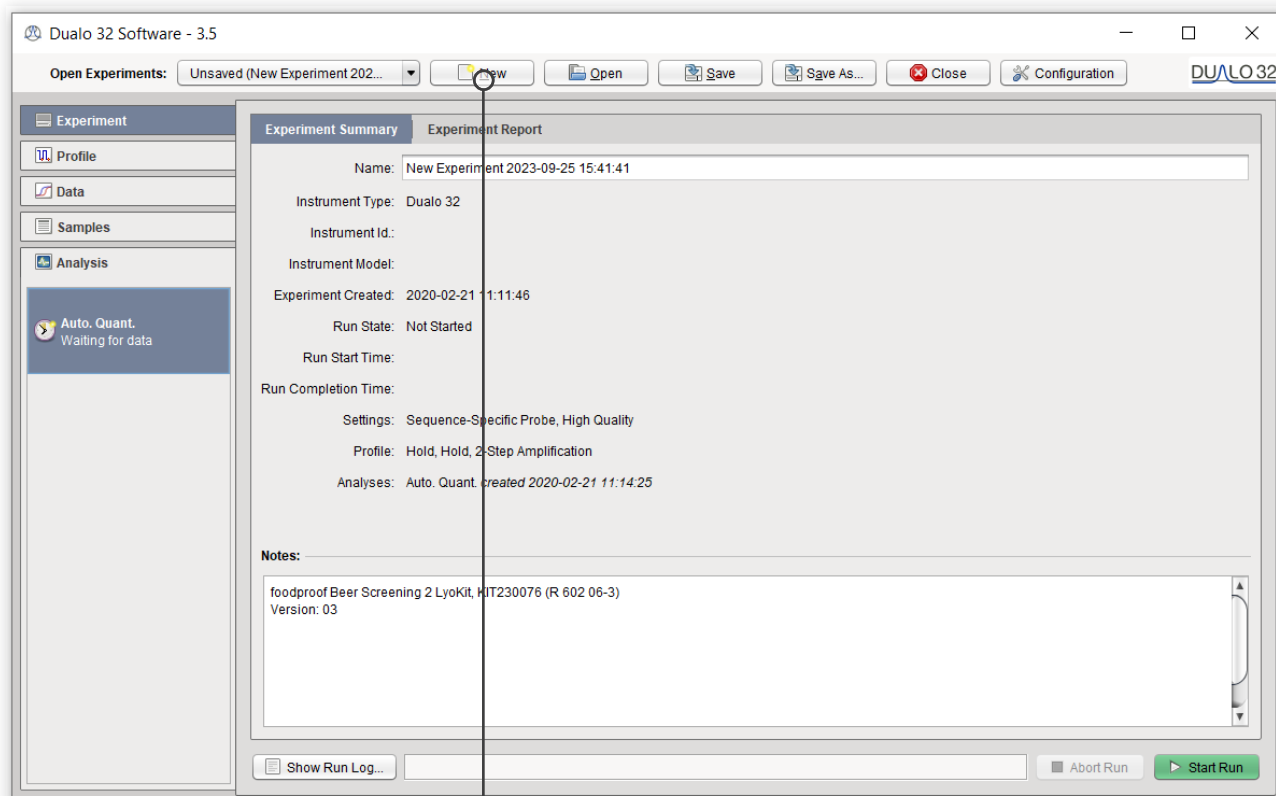 Dualo 32 Software - 3.5
Open Experiments: Unsaved (New Experiment 202... New Open Save Save As... Close Configuration DUALO 32
Experiment
Profile
Data
Samples
Analysis
Auto. Quant.
Waiting for data
Experiment Summary Experiment Report
Name: New Experiment 2023-09-25 15:41:41
Instrument Type: Dualo 32
Instrument Id.:
Instrument Model:
Experiment Created: 2020-02-21 11:11:46
Run State: Not Started
Run Start Time:
Run Completion Time:
Settings: Sequence-Specific Probe, High Quality
Profile: Hold, Hold, 2-Step Amplification
Analyses: Auto. Quant. created 2020-02-21 11:14:25
Notes:
foodproof Beer Screening 2 LyoKit, KIT230076 (R 602 06-3)
Version: 03
Show Run Log... Abort Run Start Run